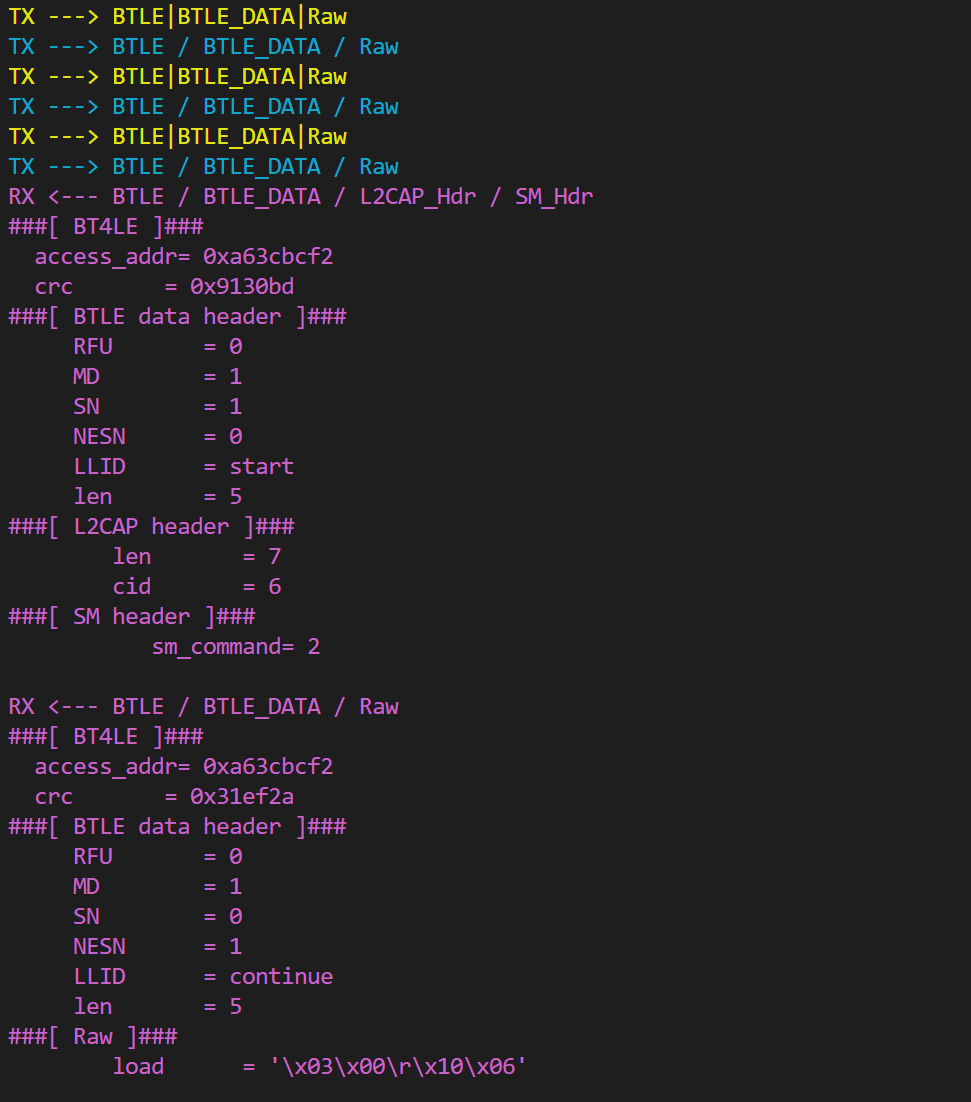 TX ---> BTLE|BTLE_DATA|Raw
TX ---> BTLE / BTLE_DATA / Raw
TX ---> BTLE|BTLE_DATA|Raw
TX ---> BTLE / BTLE_DATA / Raw
TX ---> BTLE|BTLE_DATA|Raw
TX ---> BTLE / BTLE_DATA / Raw
RX <--- BTLE / BTLE_DATA / L2CAP_Hdr / SM_Hdr
###[ BT4LE ]###
  access_addr= 0xa63cbcf2
  crc       = 0x9130bd
###[ BTLE data header ]###
     RFU       = 0
     MD        = 1
     SN        = 1
     NESN      = 0
     LLID      = start
     len       = 5
###[ L2CAP header ]###
        len       = 7
        cid       = 6
###[ SM header ]###
           sm_command= 2

RX <--- BTLE / BTLE_DATA / Raw
###[ BT4LE ]###
  access_addr= 0xa63cbcf2
  crc       = 0x31ef2a
###[ BTLE data header ]###
     RFU       = 0
     MD        = 1
     SN        = 0
     NESN      = 1
     LLID      = continue
     len       = 5
###[ Raw ]###
        load      = '\x03\x00\r\x10\x06'